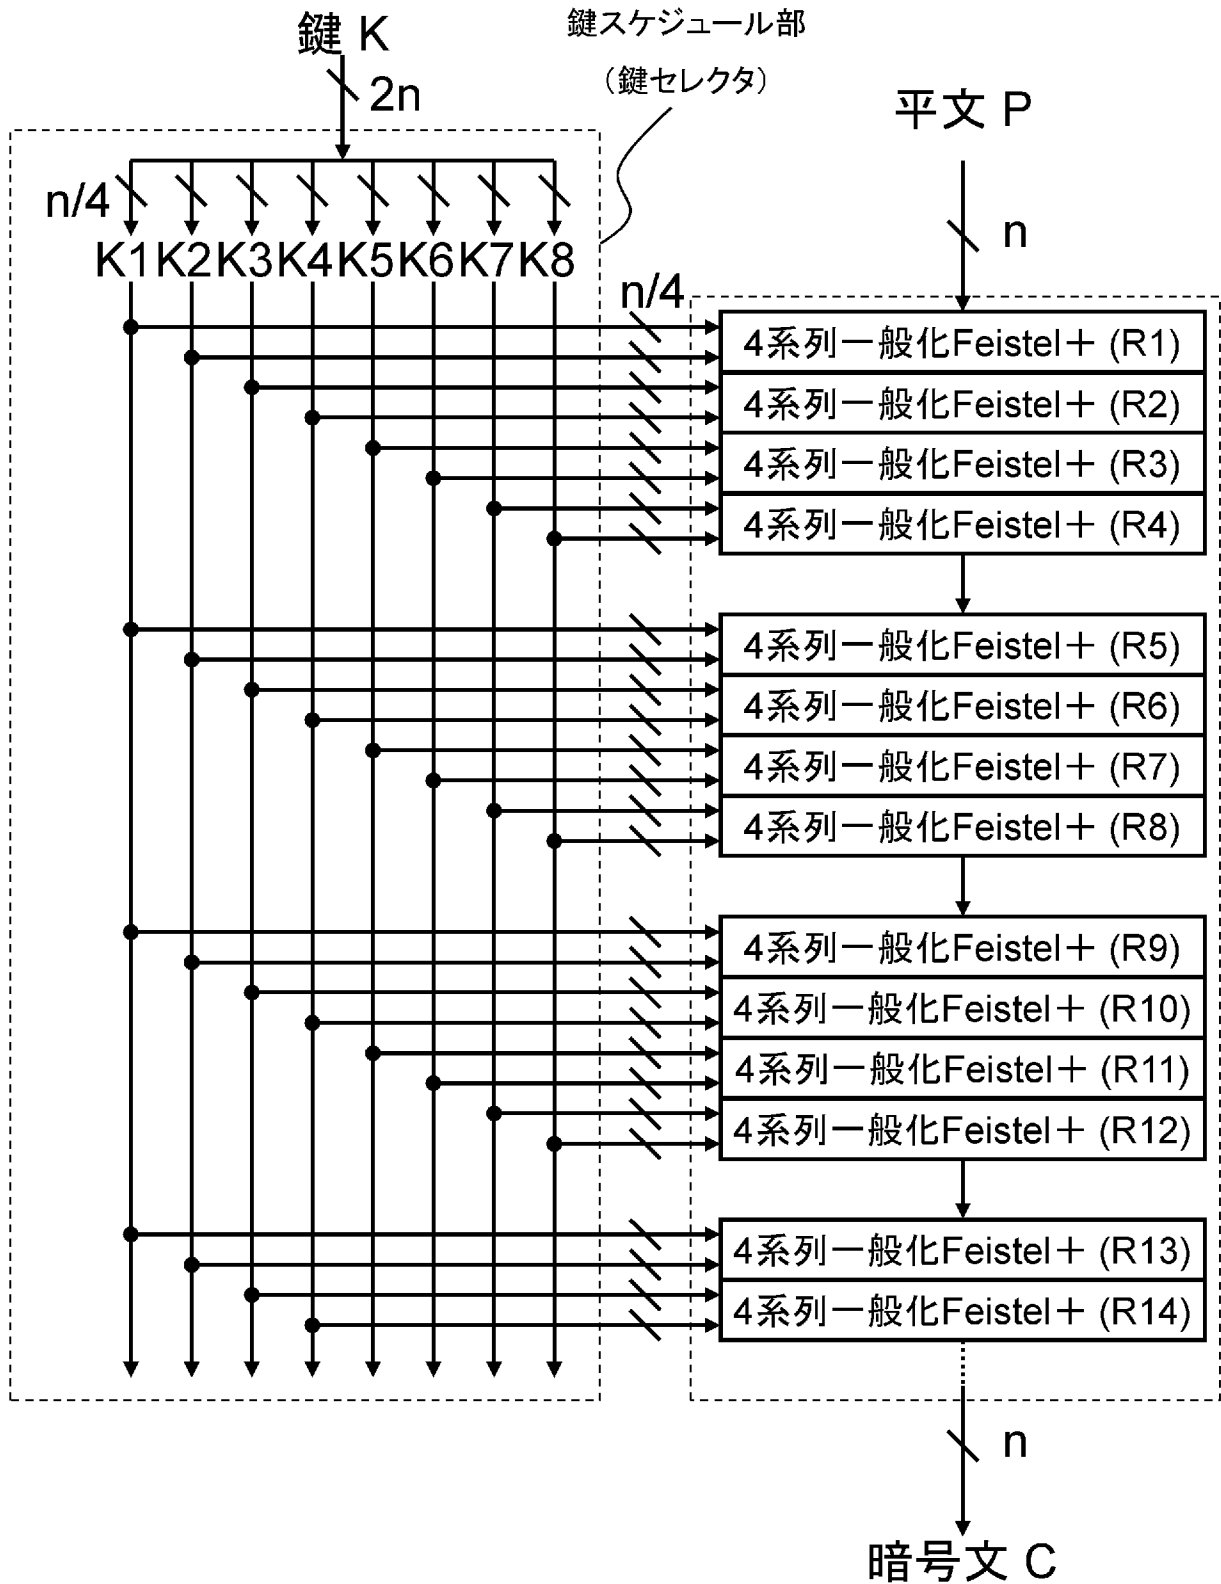 鍵 K
2n
鍵スケジュール部
（鍵セレクタ）
平文 P
n
n/4
K1 K2 K3 K4 K5 K6 K7 K8
n/4
4系列一般化Feistel＋ (R1)
4系列一般化Feistel＋ (R2)
4系列一般化Feistel＋ (R3)
4系列一般化Feistel＋ (R4)
4系列一般化Feistel＋ (R5)
4系列一般化Feistel＋ (R6)
4系列一般化Feistel＋ (R7)
4系列一般化Feistel＋ (R8)
4系列一般化Feistel＋ (R9)
4系列一般化Feistel＋ (R10)
4系列一般化Feistel＋ (R11)
4系列一般化Feistel＋ (R12)
4系列一般化Feistel＋ (R13)
4系列一般化Feistel＋ (R14)
n
暗号文 C